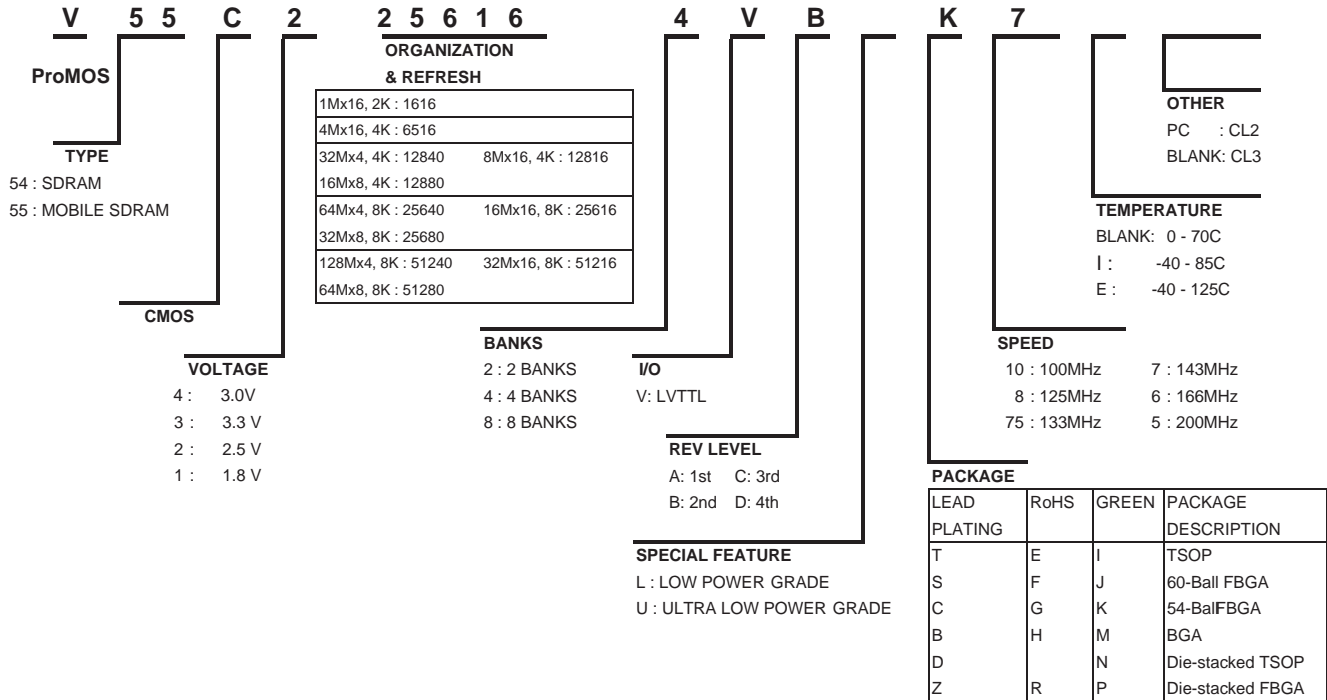 V 5 5 C 2 2 5 6 1 6 4 V B K 7
ProMOS
ORGANIZATION
& REFRESH
1Mx16, 2K : 1616
4Mx16, 4K : 6516
32Mx4, 4K : 12840 8Mx16, 4K : 12816
16Mx8, 4K : 12880
64Mx4, 8K : 25640 16Mx16, 8K : 25616
32Mx8, 8K : 25680
128Mx4, 8K : 51240 32Mx16, 8K : 51216
64Mx8, 8K : 51280
TYPE
54 : SDRAM
55 : MOBILE SDRAM
CMOS
VOLTAGE
4 : 3.0V
3 : 3.3 V
2 : 2.5 V
1 : 1.8 V
BANKS
2 : 2 BANKS
4 : 4 BANKS
8 : 8 BANKS
I/O
V: LVTTL
REV LEVEL
A: 1st C: 3rd
B: 2nd D: 4th
SPECIAL FEATURE
L : LOW POWER GRADE
U : ULTRA LOW POWER GRADE
OTHER
PC : CL2
BLANK: CL3
TEMPERATURE
BLANK: 0 - 70C
I : -40 - 85C
E : -40 - 125C
SPEED
10 : 100MHz 7 : 143MHz
8 : 125MHz 6 : 166MHz
75 : 133MHz 5 : 200MHz
PACKAGE
LEAD RoHS GREEN PACKAGE
PLATING DESCRIPTION
T E I TSOP
S F J 60-Ball FBGA
C G K 54-BallFBGA
B H M BGA
D N Die-stacked TSOP
Z R P Die-stacked FBGA